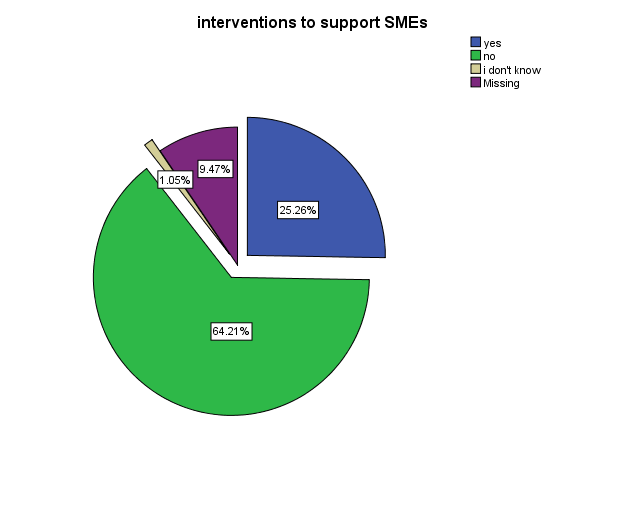 interventions to support SMEs
yes
no
i don't know
Missing
9.47%
1.05%
25.26%
64.21%